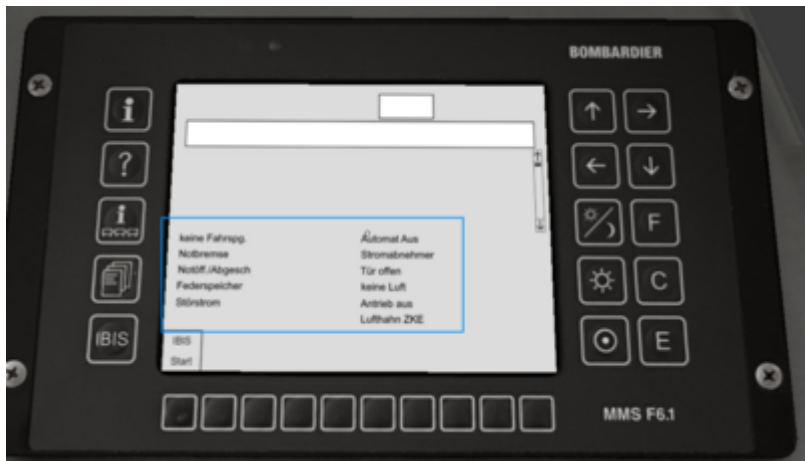 BOMBARDIER
i
?
i
F
C
IBIS
E
keine Fahrspg.
Notbremse
Notöff./Abgesch
Federspeicher
Störstrom
Automat Aus
Stromabnehmer
Tür offen
keine Luft
Antrieb aus
Lufthahn ZKE
IBIS
Start
MMS F6.1